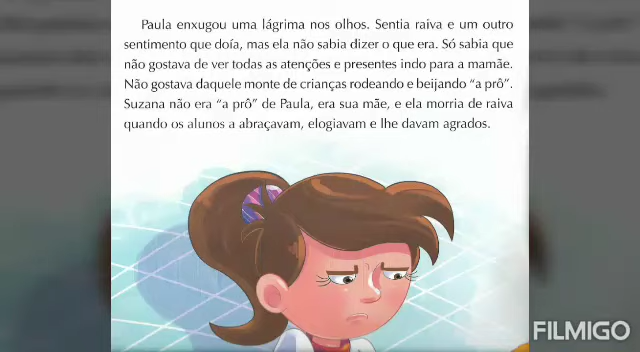 Paula enxugou uma lágrima nos olhos. Sentia raiva e um outro
sentimento que doía, mas ela não sabia dizer o que era. Só sabia que
não gostava de ver todas as atenções e presentes indo para a mamãe.
Não gostava daquele monte de crianças rodeando e beijando “a prô”.
Suzana não era “a prô” de Paula, era sua mãe, e ela morria de raiva
quando os alunos a abraçavam, elogiavam e lhe davam agrados.
FILMIGO